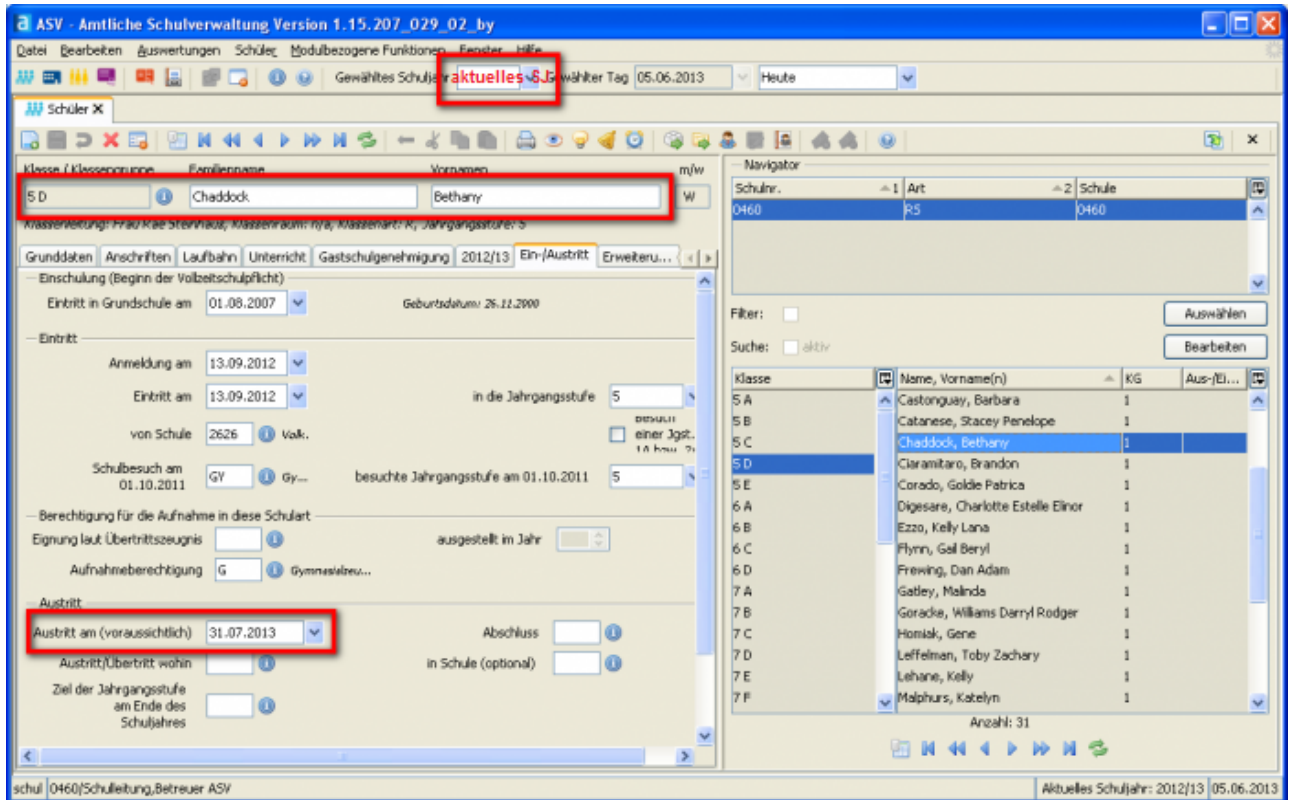 ASV - Amtliche Schulverwaltung Version 1.15.207_029_02_by
Datei Bearbeiten Auswertungen Schüler Modulbezogene Funktionen Fenster Hilfe
Gewähltes Schuljahr aktuelles SJ Gewählter Tag 05.06.2013 Heute
Schüler X
Klasse / Klassengruppe Familienname Vornamen m/w
5 D Chaddock Bethany W
Klassenleitung: Frau Rae Steinhaus, Klassenraum: n/a, Klassenart: R, Jahrgangsstufe: 5
Grunddaten Anschriften Laufbahn Unterricht Gastschulgenehmigung 2012/13 Ein-/Austritt Erweiteru...
Einschulung (Beginn der Vollzeitschulpflicht)
Eintritt in Grundschule am 01.08.2007 Geburtsdatum: 26.11.2000
Eintritt
Anmeldung am 13.09.2012
Eintritt am 13.09.2012 in die Jahrgangsstufe 5
von Schule 2626 Volk. einer Jgst.
Schulbesuch am
01.10.2011 GY Gy... besuchte Jahrgangsstufe am 01.10.2011 5
Berechtigung für die Aufnahme in diese Schulart
Eignung laut Übertrittszeugnis ausgestellt im Jahr
Aufnahmeberechtigung G Gymnasialzeu...
Austritt
Austritt am (voraussichtlich) 31.07.2013 Abschluss
Austritt/Übertritt wohin in Schule (optional)
Ziel der Jahrgangsstufe
am Ende des
Schuljahres
Navigator
Schulnr. 1 Art 2 Schule
0460 RS 0460
Filter: Auswählen
Suche: aktiv Bearbeiten
Klasse Name, Vorname(n) KG Aus-/Ei...
5 A Castonguay, Barbara 1
5 B Catanese, Stacey Penelope 1
5 C Chaddock, Bethany 1
5 D Ciaramitaro, Brandon 1
5 E Corado, Goldie Patrica 1
6 A Digesare, Charlotte Estelle Elinor 1
6 B Ezzo, Kelly Lana 1
6 C Flynn, Gail Beryl 1
6 D Frewing, Dan Adam 1
7 A Gatley, Malinda 1
7 B Goracke, Williams Darryl Rodger 1
7 C Homiak, Gene 1
7 D Leffelman, Toby Zachary 1
7 E Lehane, Kelly 1
7 F Malphurs, Katelyn 1
Anzahl: 31
schul 0460/Schulleitung,Betreuer ASV Aktuelles Schuljahr: 2012/13 05.06.2013